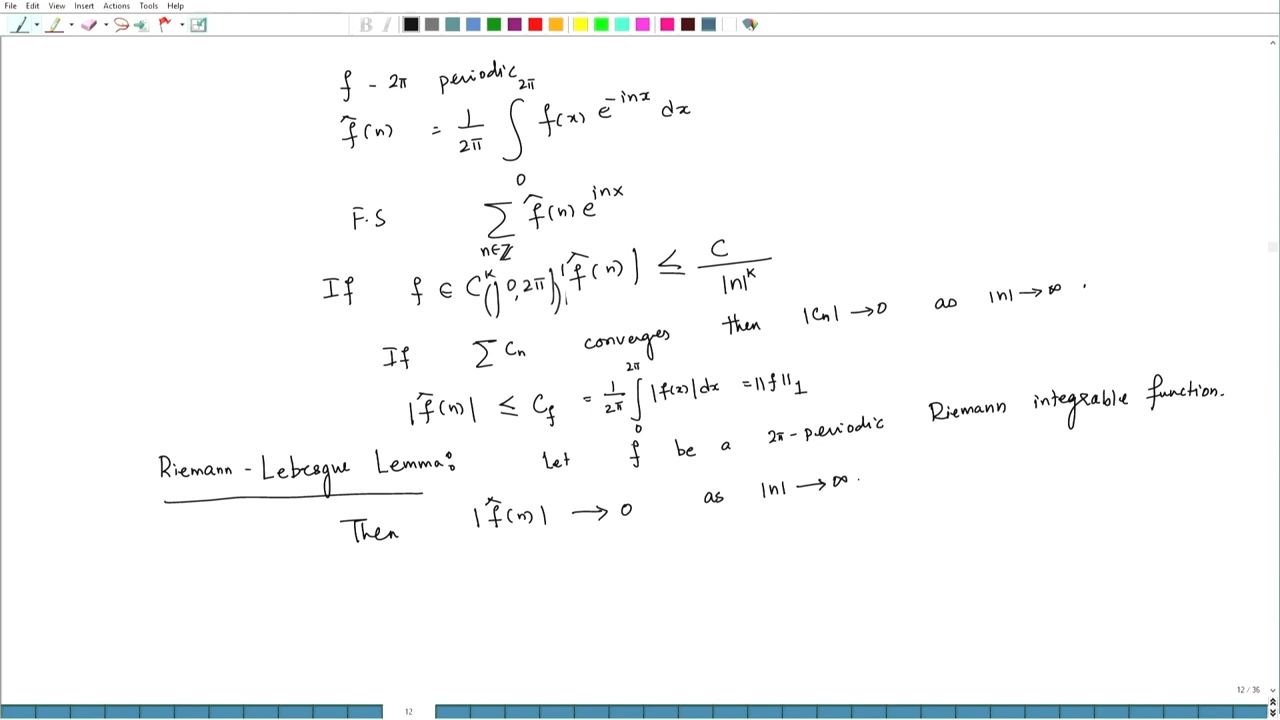 File Edit View Insert Actions Tools Help
f - 2π periodic
f̂(n) = 1/2π ∫₀^{2π} f(x) e^{-inx} dx
F.S ∑_{n∈ℤ} f̂(n) e^{inx}
If f ∈ C^k([0,2π]), |f̂(n)| ≤ C/|n|^k
If ∑ Cn converges then |Cn| → 0 as |n| → ∞.
|f̂(n)| ≤ C_f = 1/2π ∫₀^{2π} |f(x)| dx = ||f||₁
Riemann - Lebesgue Lemma: Let f be a 2π - periodic Riemann integrable function.
Then |f̂(n)| → 0 as |n| → ∞.
12 / 36
12